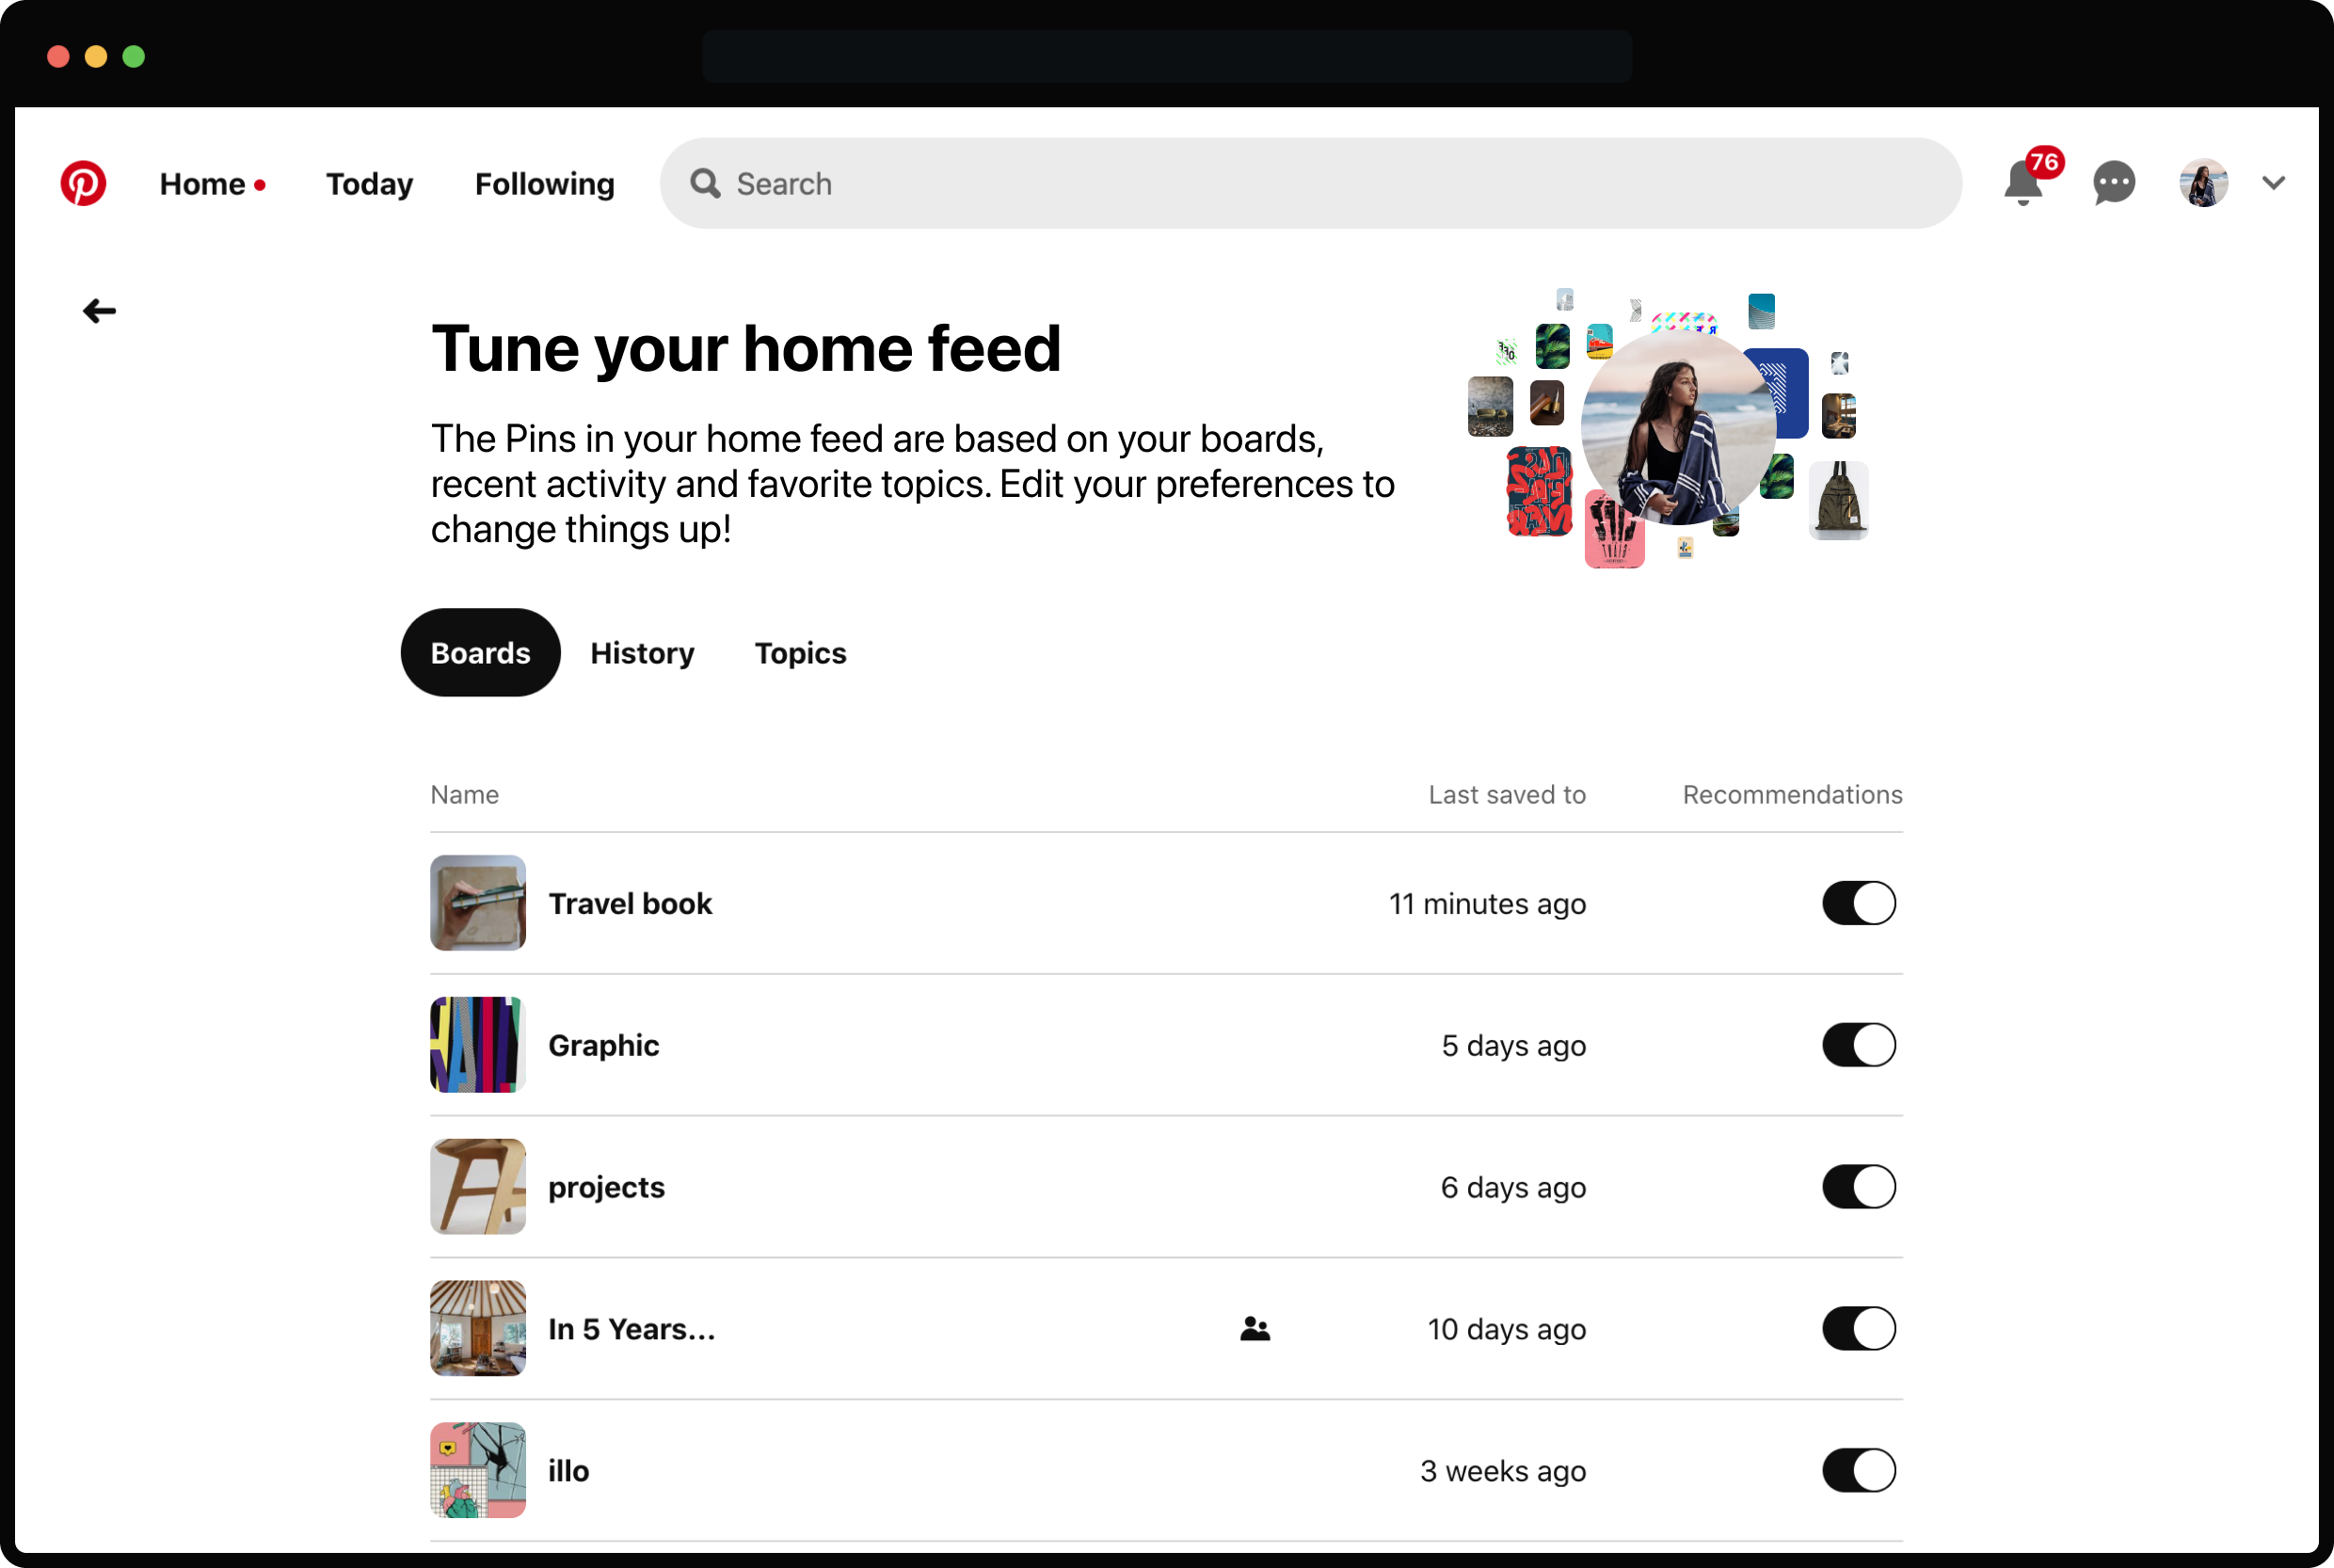 Home
Today
Following
Search
76
Tune your home feed
The Pins in your home feed are based on your boards,
recent activity and favorite topics. Edit your preferences to
change things up!
Boards
History
Topics
Name
Last saved to
Recommendations
Travel book
11 minutes ago
Graphic
5 days ago
projects
6 days ago
In 5 Years...
10 days ago
illo
3 weeks ago